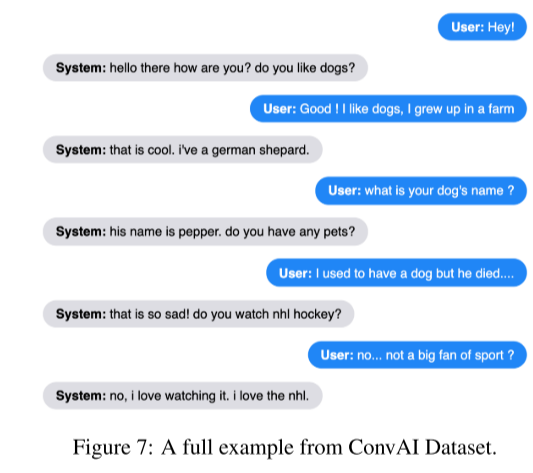 User: Hey!
System: hello there how are you? do you like dogs?
User: Good ! I like dogs, I grew up in a farm
System: that is cool. i've a german shepard.
User: what is your dog's name ?
System: his name is pepper. do you have any pets?
User: I used to have a dog but he died....
System: that is so sad! do you watch nhl hockey?
User: no... not a big fan of sport ?
System: no, i love watching it. i love the nhl.
Figure 7: A full example from ConvAI Dataset.